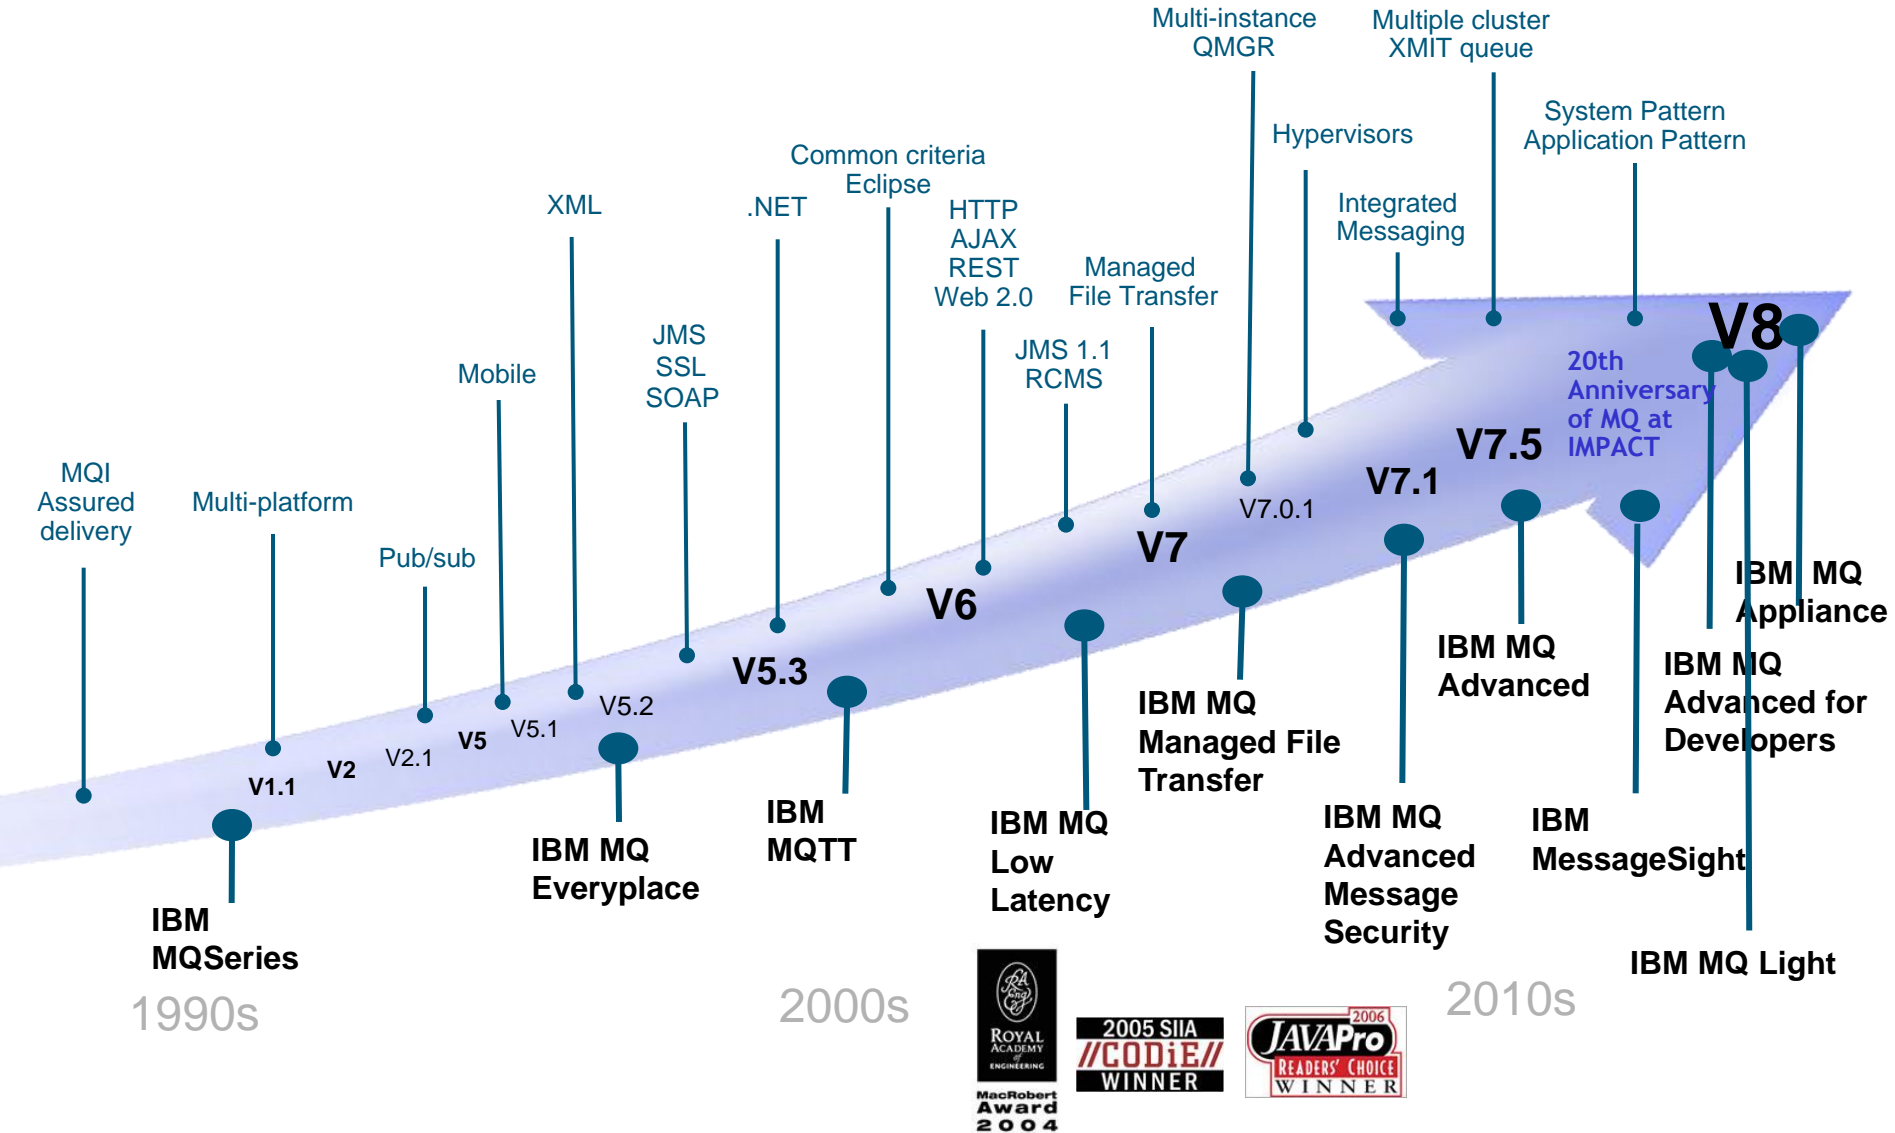 Multi-instance
QMGR
Multiple cluster
XMIT queue
System Pattern
Application Pattern
Hypervisors
Common criteria
Eclipse
XML
.NET
HTTP
AJAX
REST
Web 2.0
Integrated
Messaging
Managed
File Transfer
JMS
SSL
SOAP
JMS 1.1
RCMS
Mobile
MQI
Assured
delivery
Multi-platform
Pub/sub
V1.1
V2
V2.1
V5
V5.1
V5.2
V5.3
V6
V7
V7.0.1
V7.1
V7.5
20th
Anniversary
of MQ at
IMPACT
V8
IBM
MQSeries
IBM MQ
Everyplace
IBM
MQTT
IBM MQ
Low
Latency
IBM MQ
Managed File
Transfer
IBM MQ
Advanced
Message
Security
IBM MQ
Advanced
IBM
MessageSight
IBM MQ
Advanced for
Developers
IBM MQ
Appliance
IBM MQ Light
1990s
2000s
2010s
RA
Eng
ROYAL
ACADEMY
of
ENGINEERING
MacRobert
Award
2004
2005 SIIA
//CODiE//
WINNER
2006
JAVAPro
READERS' CHOICE
WINNER